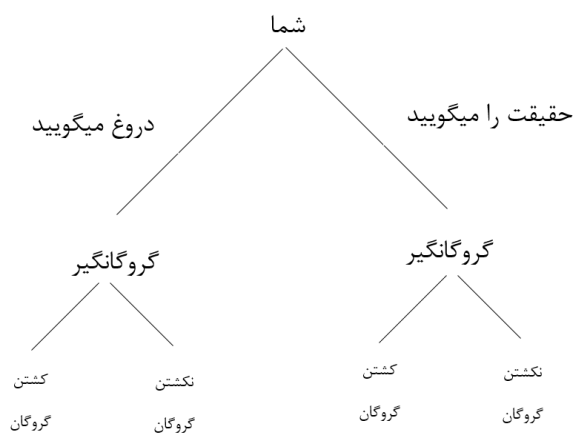 شما
حقیقت را میگویید
دروغ میگویید
گروگانگیر
گروگانگیر
نکشتن
گروگان
کشتن
گروگان
نکشتن
گروگان
کشتن
گروگان